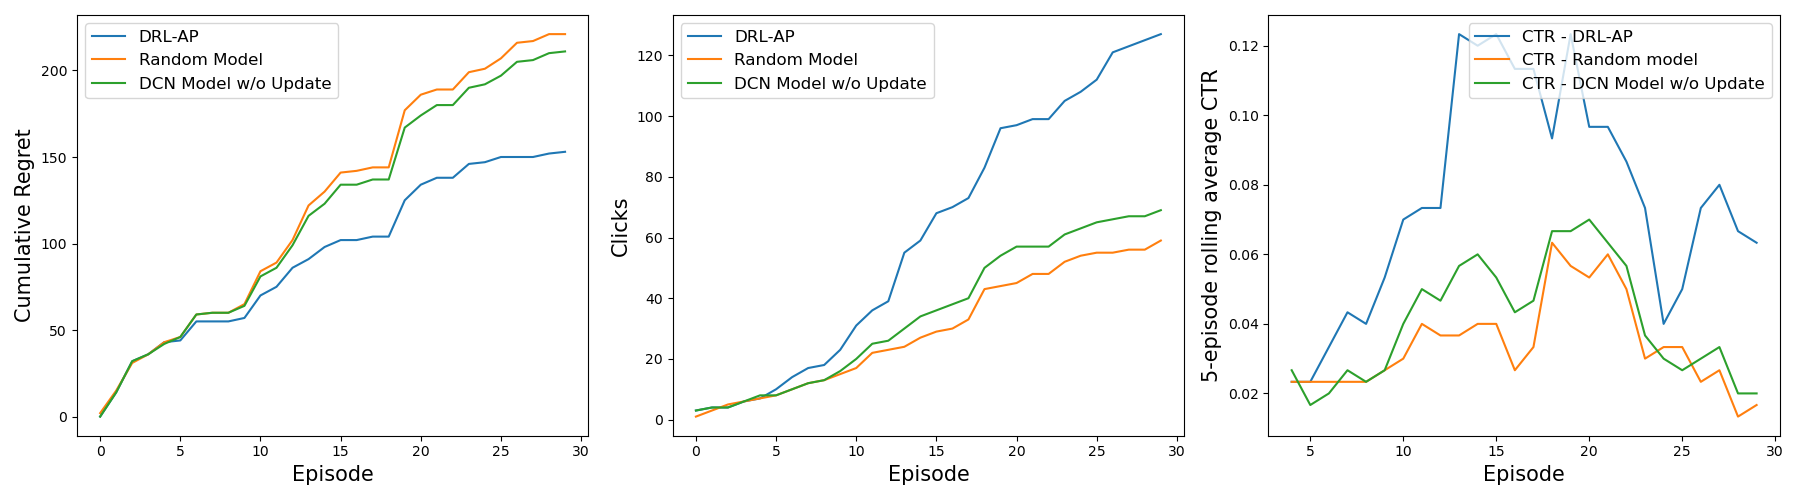 DRL-AP
Random Model
DCN Model w/o Update
Cumulative Regret
200
150
100
50
0
0 5 10 15 20 25 30
Episode
DRL-AP
Random Model
DCN Model w/o Update
Clicks
120
100
80
60
40
20
0
0 5 10 15 20 25 30
Episode
CTR - DRL-AP
CTR - Random model
CTR - DCN Model w/o Update
5-episode rolling average CTR
0.12
0.10
0.08
0.06
0.04
0.02
5 10 15 20 25 30
Episode